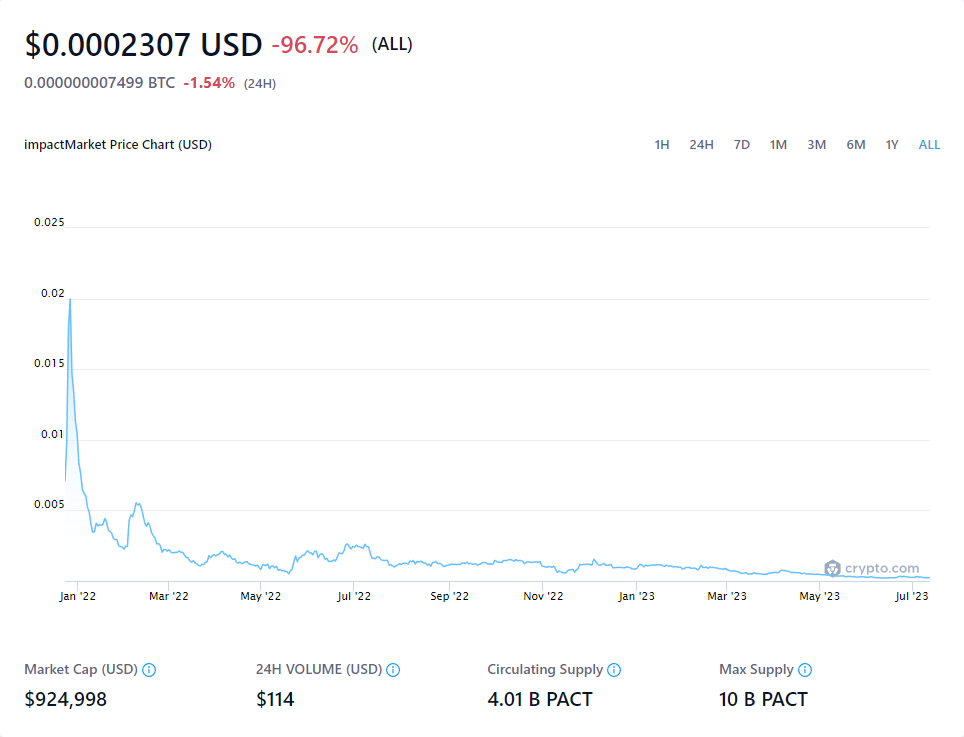 $0.0002307 USD -96.72% (ALL)
0.000000007499 BTC -1.54% (24H)
impactMarket Price Chart (USD) 1H 24H 7D 1M 3M 6M 1Y ALL
0.025
0.02
0.015
0.01
0.005
crypto.com
Jan '22 Mar '22 May '22 Jul '22 Sep '22 Nov '22 Jan '23 Mar '23 May '23 Jul '23
Market Cap (USD) 24H VOLUME (USD) Circulating Supply Max Supply
$924,998 $114 4.01 B PACT 10 B PACT